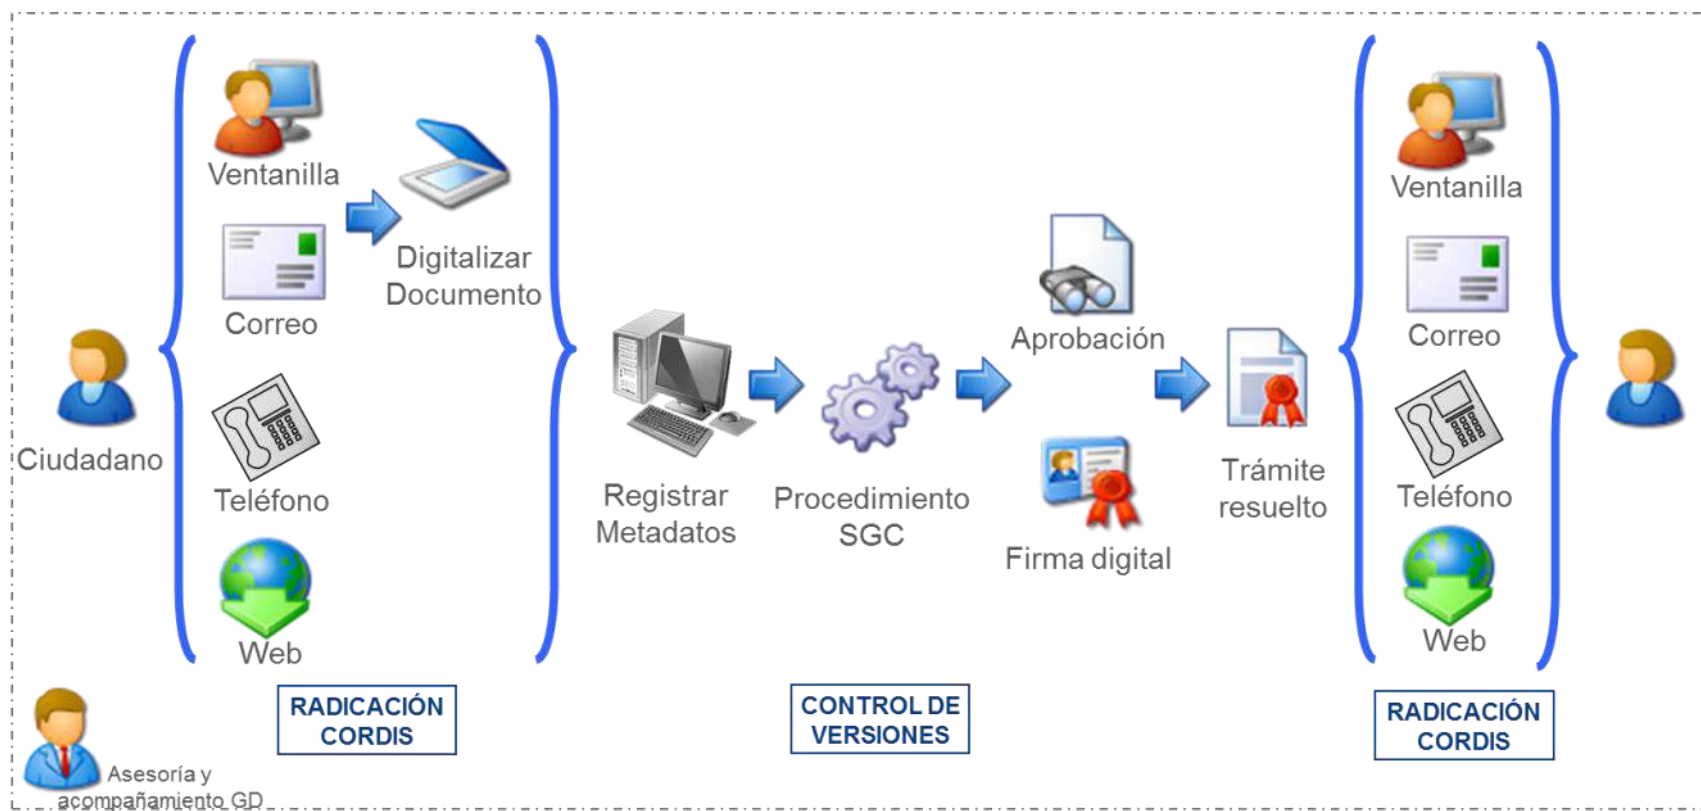 Ciudadano
Ventanilla
Correo
Teléfono
Web
Digitalizar
Documento
RADICACIÓN
CORDIS
Registrar
Metadatos
Procedimiento
SGC
Aprobación
Firma digital
Trámite
resuelto
CONTROL DE
VERSIONES
Ventanilla
Correo
Teléfono
Web
RADICACIÓN
CORDIS
Asesoría y
acompañamiento GD